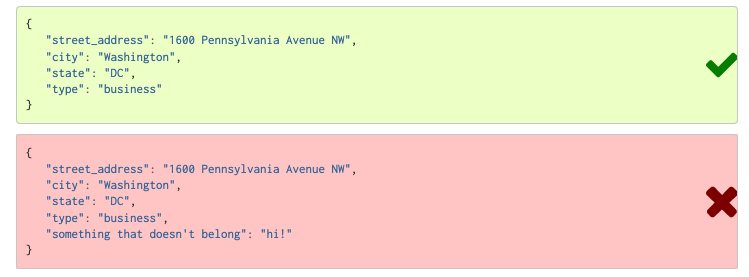 {
"street_address": "1600 Pennsylvania Avenue NW",
"city": "Washington",
"state": "DC",
"type": "business"
}
{
"street_address": "1600 Pennsylvania Avenue NW",
"city": "Washington",
"state": "DC",
"type": "business",
"something that doesn't belong": "hi!"
}